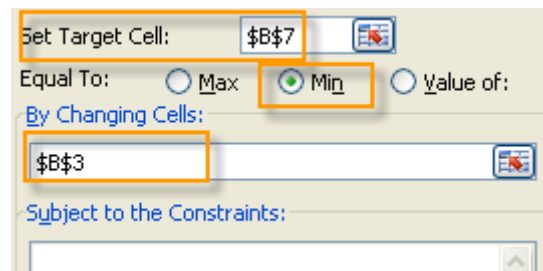 Set Target Cell: $B$7
Equal To: Max Min Value of:
By Changing Cells:
$B$3
Subject to the Constraints: